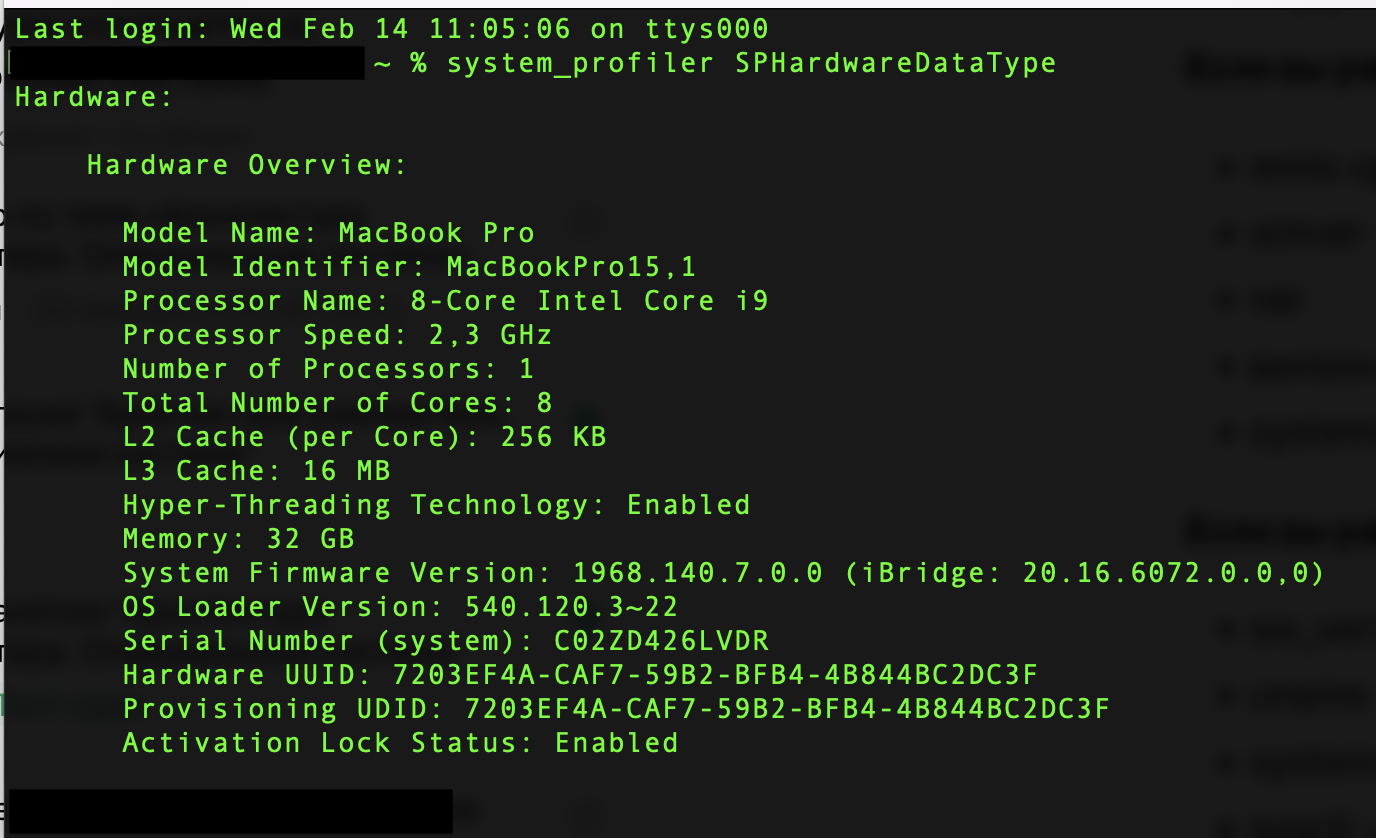 Last login: Wed Feb 14 11:05:06 on ttys000
~ % system_profiler SPHardwareDataType
Hardware:
Hardware Overview:
Model Name: MacBook Pro
Model Identifier: MacBookPro15,1
Processor Name: 8-Core Intel Core i9
Processor Speed: 2,3 GHz
Number of Processors: 1
Total Number of Cores: 8
L2 Cache (per Core): 256 KB
L3 Cache: 16 MB
Hyper-Threading Technology: Enabled
Memory: 32 GB
System Firmware Version: 1968.140.7.0.0 (iBridge: 20.16.6072.0.0,0)
OS Loader Version: 540.120.3~22
Serial Number (system): C02ZD426LVDR
Hardware UUID: 7203EF4A-CAF7-59B2-BFB4-4B844BC2DC3F
Provisioning UDID: 7203EF4A-CAF7-59B2-BFB4-4B844BC2DC3F
Activation Lock Status: Enabled